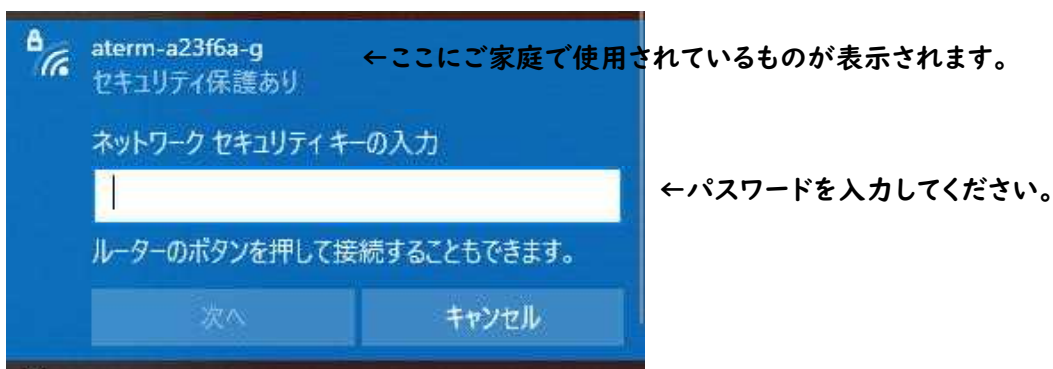 aterm-a23f6a-g ←ここにご家庭で使用されているものが表示されます。
セキュリティ保護あり
ネットワーク セキュリティ キーの入力
←パスワードを入力してください。
ルーターのボタンを押して接続することもできます。
次へ キャンセル